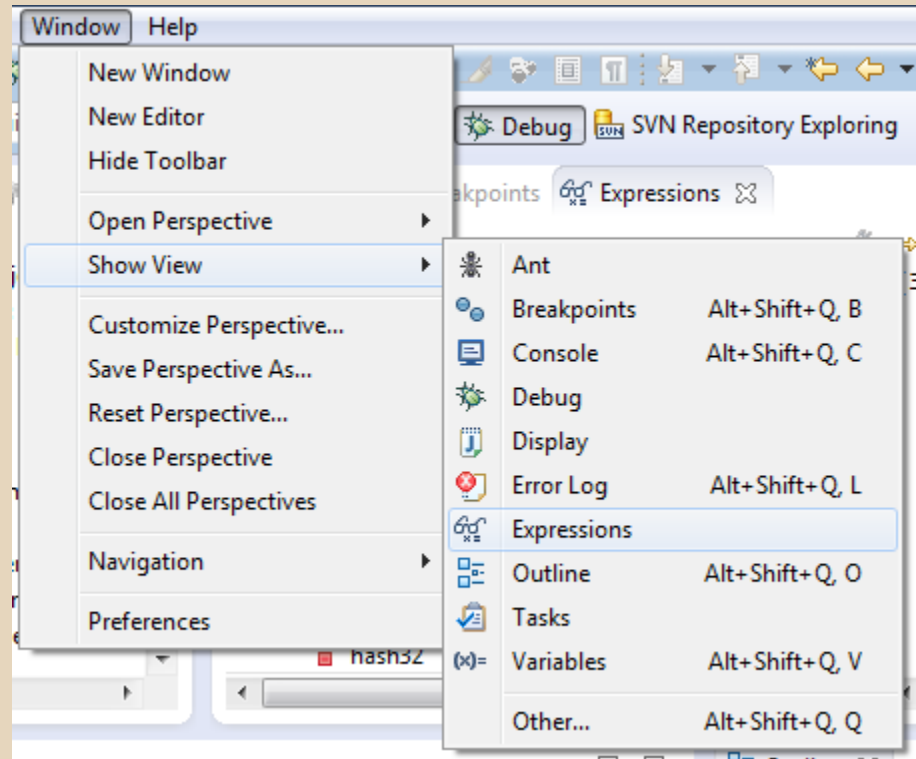 Window Help
New Window
New Editor
Hide Toolbar
Debug SVN Repository Exploring
Open Perspective
Expressions
Show View
Ant
Breakpoints Alt+Shift+Q, B
Customize Perspective...
Console Alt+Shift+Q, C
Save Perspective As...
Debug
Reset Perspective...
Display
Close Perspective
Error Log Alt+Shift+Q, L
Close All Perspectives
Expressions
Navigation
Outline Alt+Shift+Q, O
Preferences
Tasks
hash32
Variables Alt+Shift+Q, V
Other... Alt+Shift+Q, Q